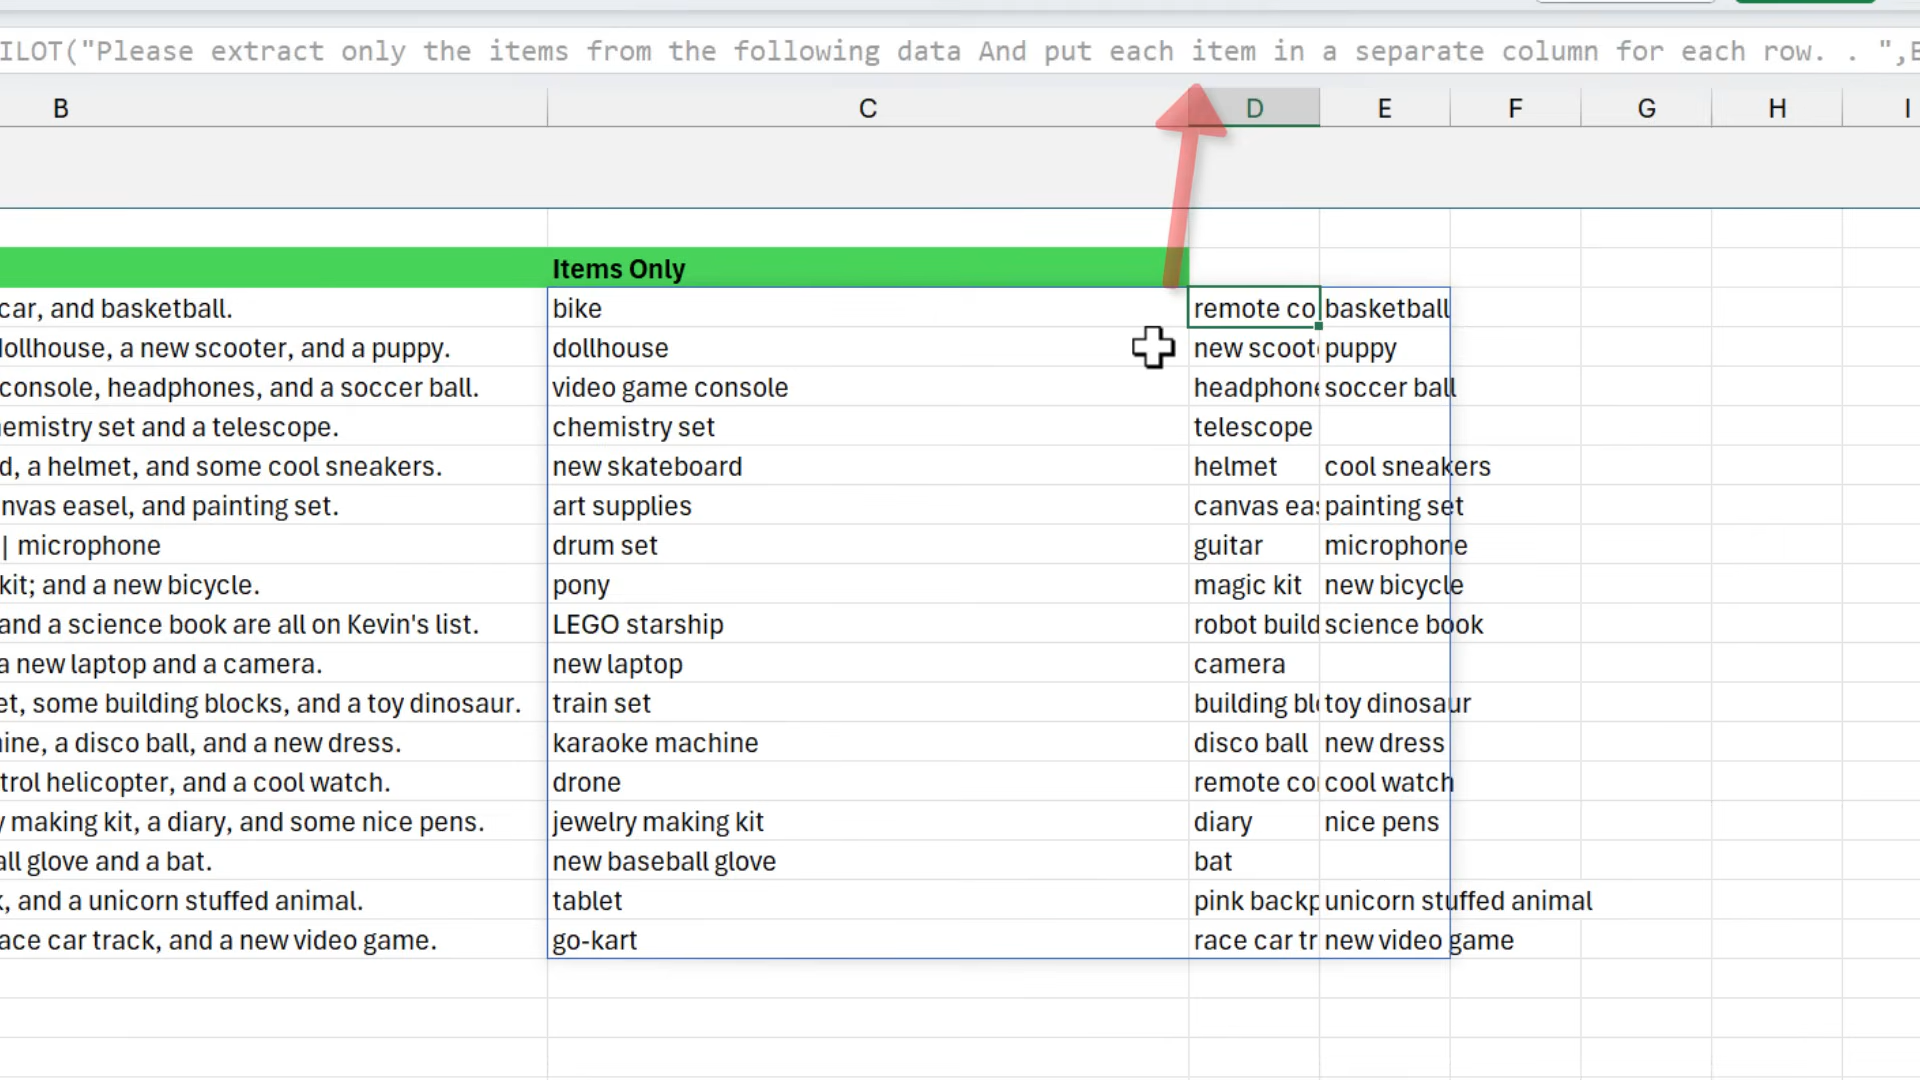 ILOT("Please extract only the items from the following data And put each item in a separate column for each row. . ",
B C D E F G H I
Items Only
car, and basketball. bike remote co basketball
ollhouse, a new scooter, and a puppy. dollhouse new scoot puppy
console, headphones, and a soccer ball. video game console headphone soccer ball
emistry set and a telescope. chemistry set telescope
d, a helmet, and some cool sneakers. new skateboard helmet cool sneakers
nvas easel, and painting set. art supplies canvas eas painting set
| microphone drum set guitar microphone
kit; and a new bicycle. pony magic kit new bicycle
and a science book are all on Kevin's list. LEGO starship robot build science book
a new laptop and a camera. new laptop camera
et, some building blocks, and a toy dinosaur. train set building blo toy dinosaur
ine, a disco ball, and a new dress. karaoke machine disco ball new dress
trol helicopter, and a cool watch. drone remote co cool watch
y making kit, a diary, and some nice pens. jewelry making kit diary nice pens
all glove and a bat. new baseball glove bat
k, and a unicorn stuffed animal. tablet pink backp unicorn stuffed animal
ace car track, and a new video game. go-kart race car tr new video game